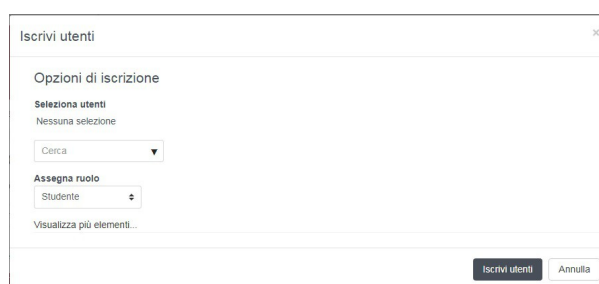 Iscrivi utenti
×
Opzioni di iscrizione
Seleziona utenti
Nessuna selezione
Cerca ▼
Assegna ruolo
Studente
Visualizza più elementi...
Iscrivi utenti Annulla